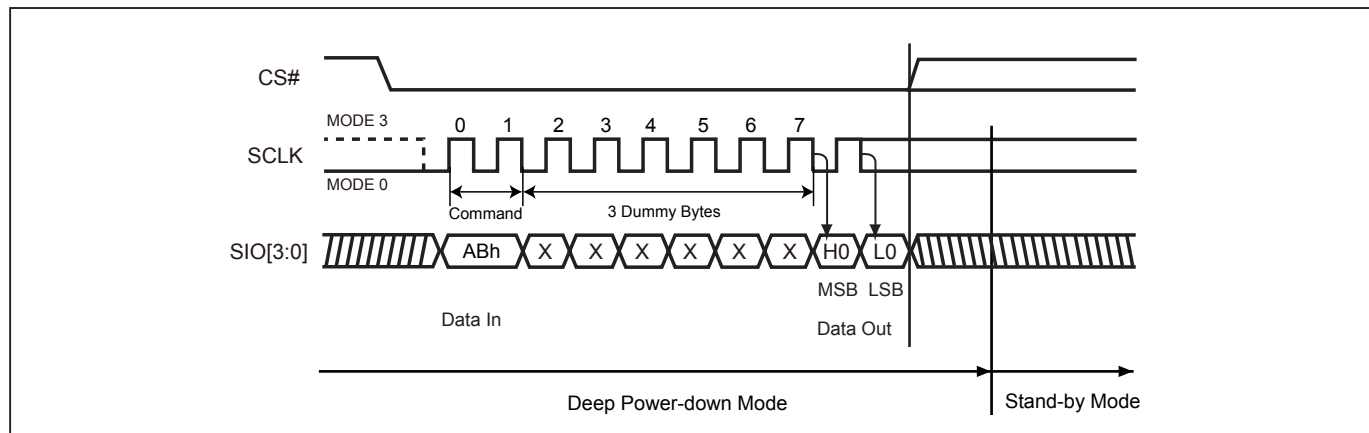 CS#
MODE 3
0 1 2 3 4 5 6 7
SCLK
MODE 0
Command
3 Dummy Bytes
SIO[3:0]
ABh X X X X X X H0 L0
MSB LSB
Data In
Data Out
Deep Power-down Mode
Stand-by Mode